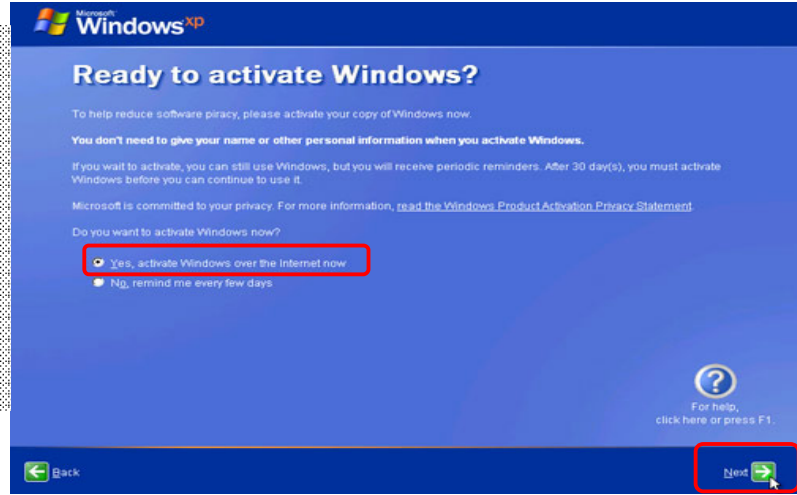 Microsoft
Windows xp
Ready to activate Windows?
To help reduce software piracy, please activate your copy of Windows now.
You don't need to give your name or other personal information when you activate Windows.
If you wait to activate, you can still use Windows, but you will receive periodic reminders. After 30 day(s), you must activate
Windows before you can continue to use it.
Microsoft is committed to your privacy. For more information, read the Windows Product Activation Privacy Statement.
Do you want to activate Windows now?
Yes, activate Windows over the Internet now
No, remind me every few days
For help,
click here or press F1.
Back
Next